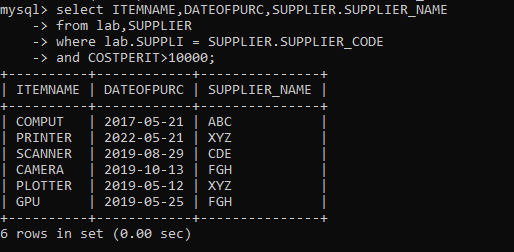 mysql> select ITEMNAME,DATEOFPURC,SUPPLIER.SUPPLIER_NAME
    -> from lab,SUPPLIER
    -> where lab.SUPPLI = SUPPLIER.SUPPLIER_CODE
    -> and COSTPERIT>10000;
+----------+------------+---------------+
| ITEMNAME | DATEOFPURC | SUPPLIER_NAME |
+----------+------------+---------------+
| COMPUT   | 2017-05-21 | ABC           |
| PRINTER  | 2022-05-21 | XYZ           |
| SCANNER  | 2019-08-29 | CDE           |
| CAMERA   | 2019-10-13 | FGH           |
| PLOTTER  | 2019-05-12 | XYZ           |
| GPU      | 2019-05-25 | FGH           |
+----------+------------+---------------+
6 rows in set (0.00 sec)